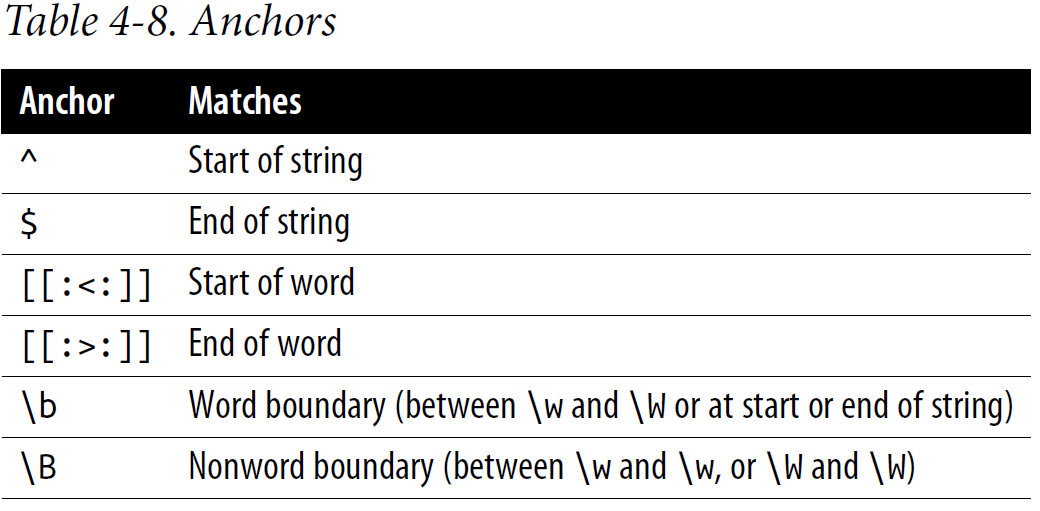 Table 4-8. Anchors
Anchor Matches
^ Start of string
$ End of string
[[:<:]] Start of word
[[:>:]] End of word
\b Word boundary (between \w and \W or at start or end of string)
\B Nonword boundary (between \w and \w, or \W and \W)